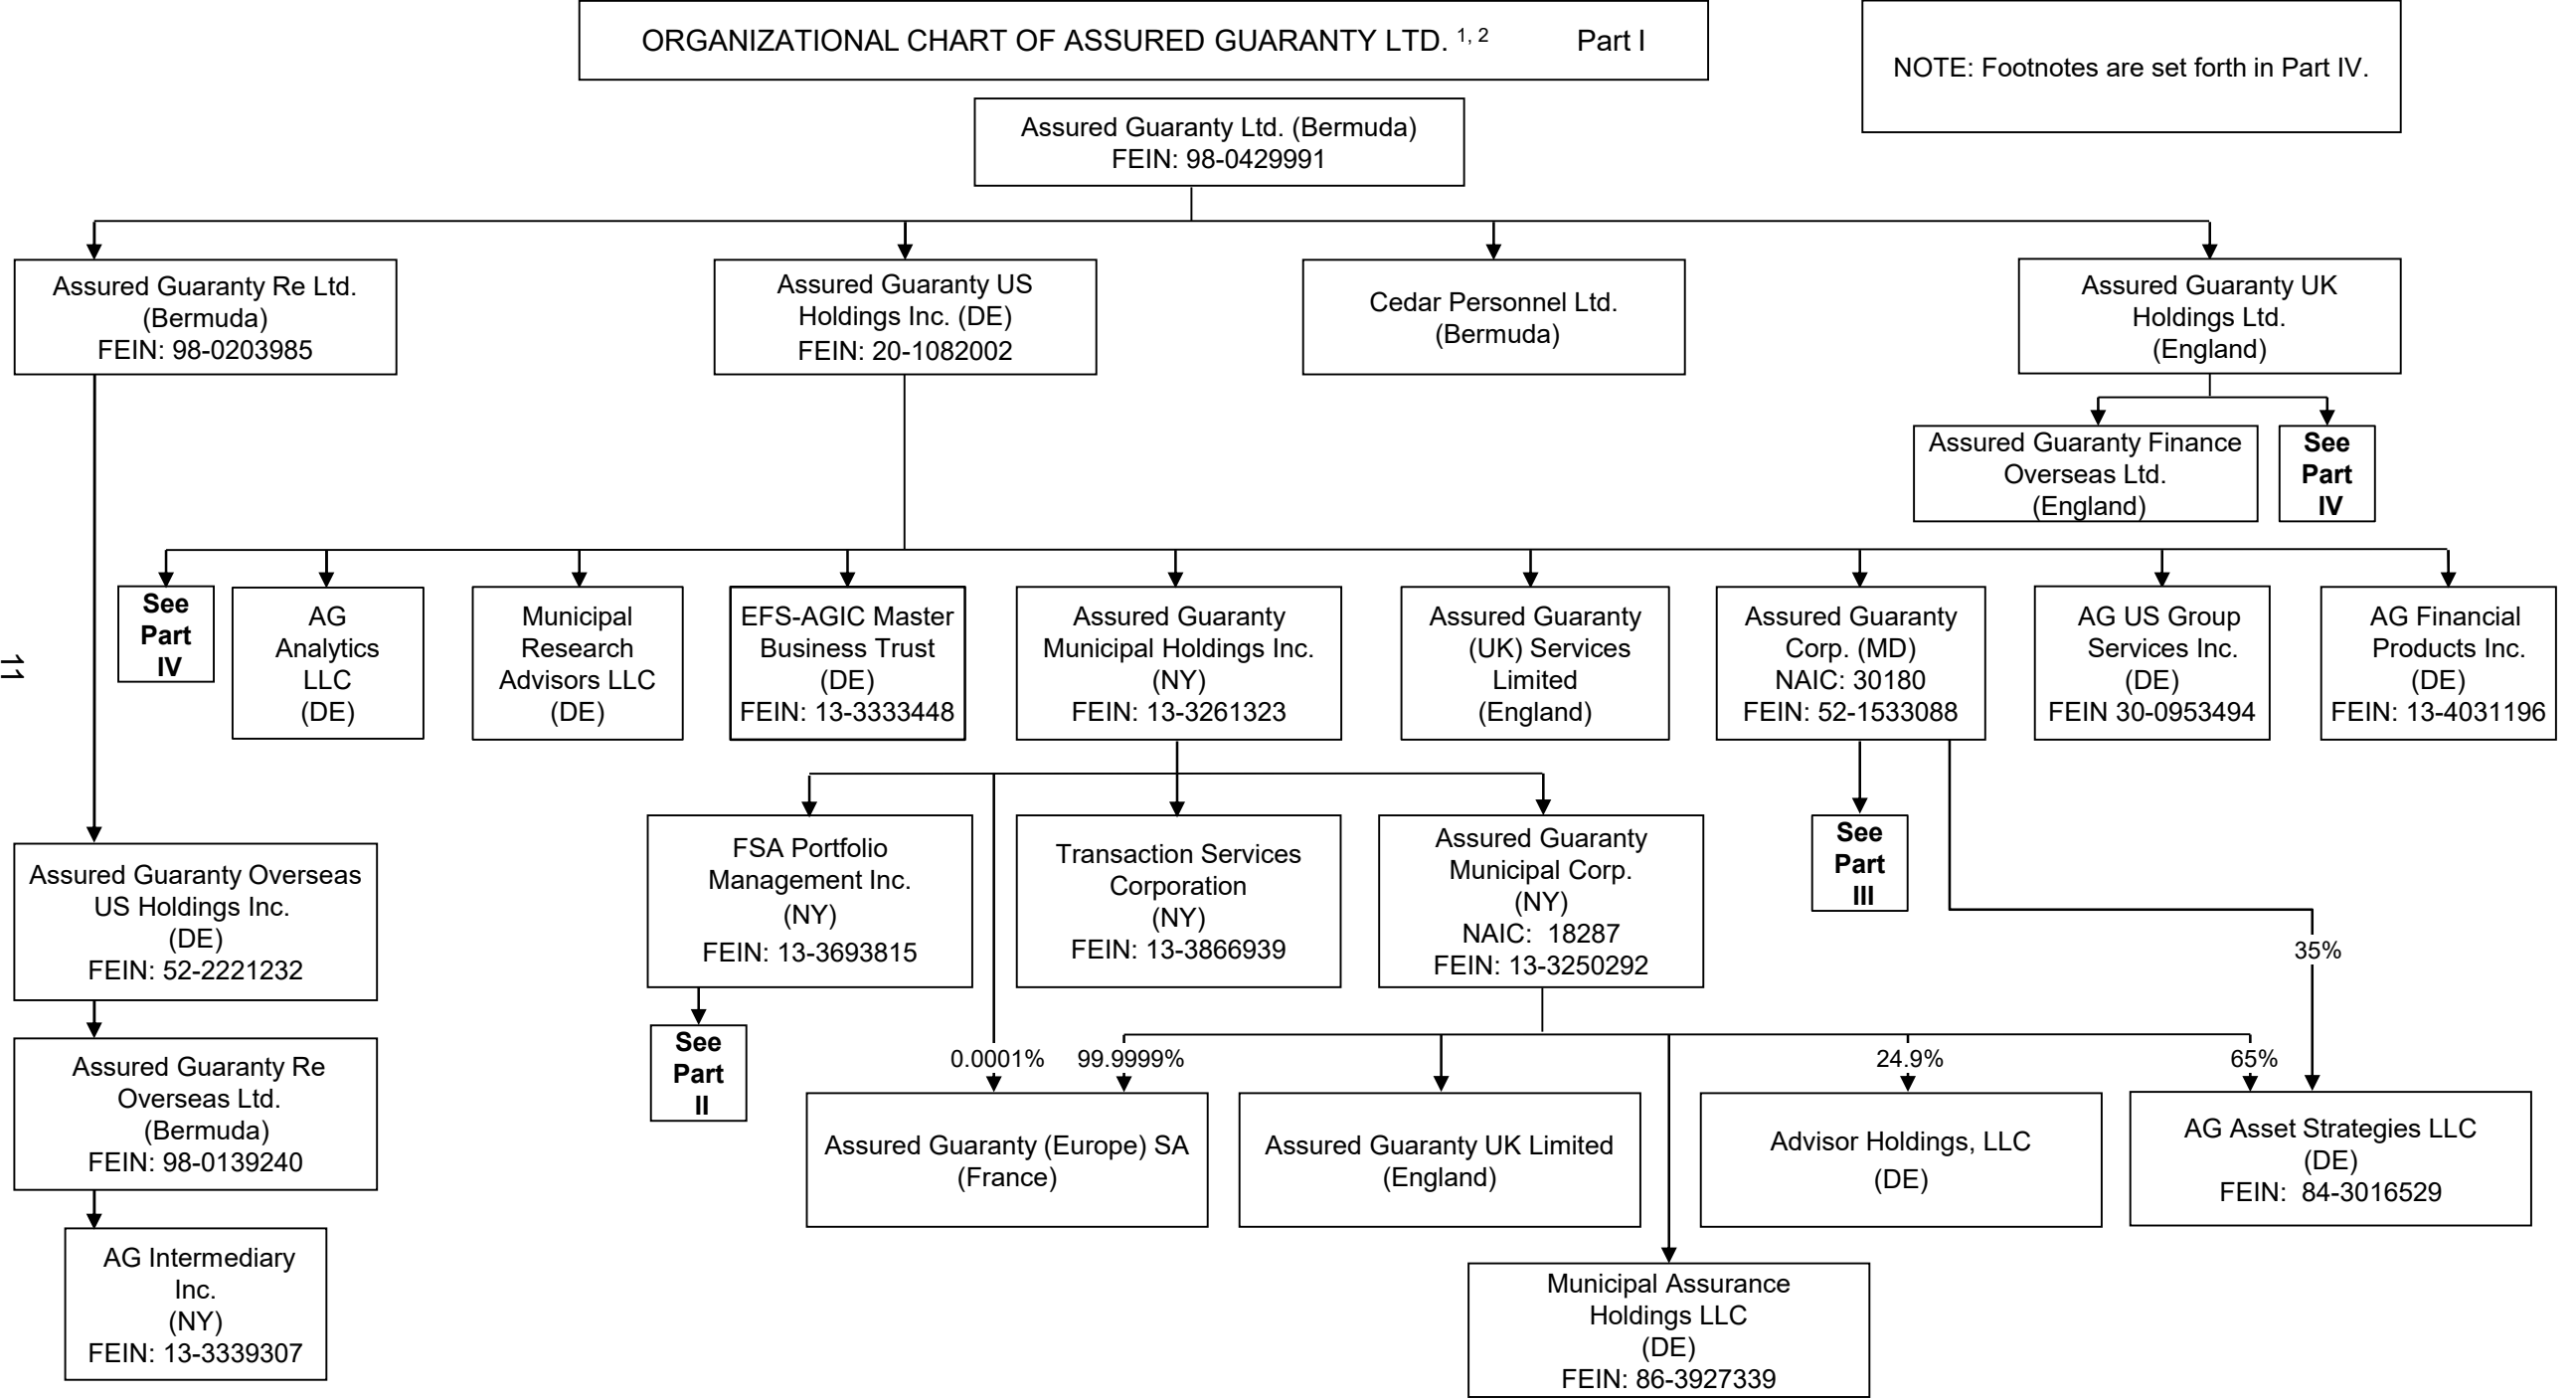 ORGANIZATIONAL CHART OF ASSURED GUARANTY LTD. 1, 2 Part I
NOTE: Footnotes are set forth in Part IV.
Assured Guaranty Ltd. (Bermuda)
FEIN: 98-0429991
Assured Guaranty Re Ltd.
(Bermuda)
FEIN: 98-0203985
Assured Guaranty US
Holdings Inc. (DE)
FEIN: 20-1082002
Cedar Personnel Ltd.
(Bermuda)
Assured Guaranty UK
Holdings Ltd.
(England)
Assured Guaranty Finance
Overseas Ltd.
(England)
See
Part
IV
See
Part
IV
AG
Analytics
LLC
(DE)
Municipal
Research
Advisors LLC
(DE)
EFS-AGIC Master
Business Trust
(DE)
FEIN: 13-3333448
Assured Guaranty
Municipal Holdings Inc.
(NY)
FEIN: 13-3261323
Assured Guaranty
(UK) Services
Limited
(England)
Assured Guaranty
Corp. (MD)
NAIC: 30180
FEIN: 52-1533088
AG US Group
Services Inc.
(DE)
FEIN 30-0953494
AG Financial
Products Inc.
(DE)
FEIN: 13-4031196
11
Assured Guaranty Overseas
US Holdings Inc.
(DE)
FEIN: 52-2221232
FSA Portfolio
Management Inc.
(NY)
FEIN: 13-3693815
Transaction Services
Corporation
(NY)
FEIN: 13-3866939
Assured Guaranty
Municipal Corp.
(NY)
NAIC: 18287
FEIN: 13-3250292
See
Part
III
35%
Assured Guaranty Re
Overseas Ltd.
(Bermuda)
FEIN: 98-0139240
See
Part
II
0.0001%
99.9999%
24.9%
65%
Assured Guaranty (Europe) SA
(France)
Assured Guaranty UK Limited
(England)
Advisor Holdings, LLC
(DE)
AG Asset Strategies LLC
(DE)
FEIN: 84-3016529
AG Intermediary
Inc.
(NY)
FEIN: 13-3339307
Municipal Assurance
Holdings LLC
(DE)
FEIN: 86-3927339